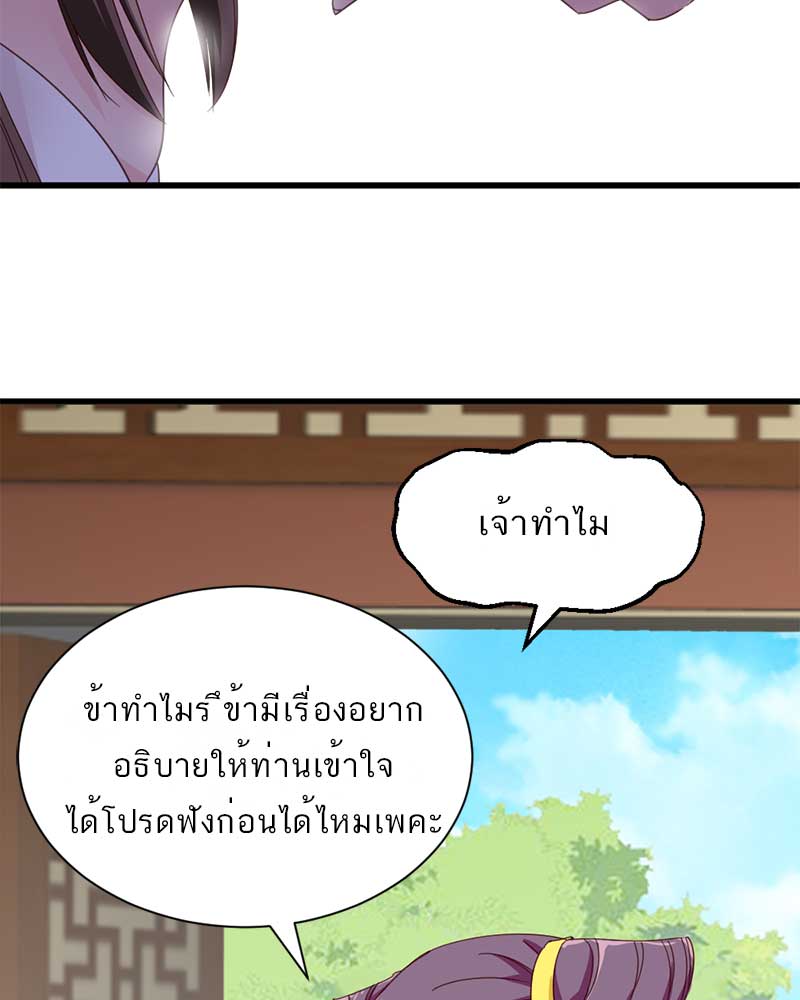 เจ้าทำไม
ข้าทำไมรึ ข้ามีเรื่องอยาก
อธิบายให้ท่านเข้าใจ
ได้โปรดฟังก่อนได้ไหมเพคะ